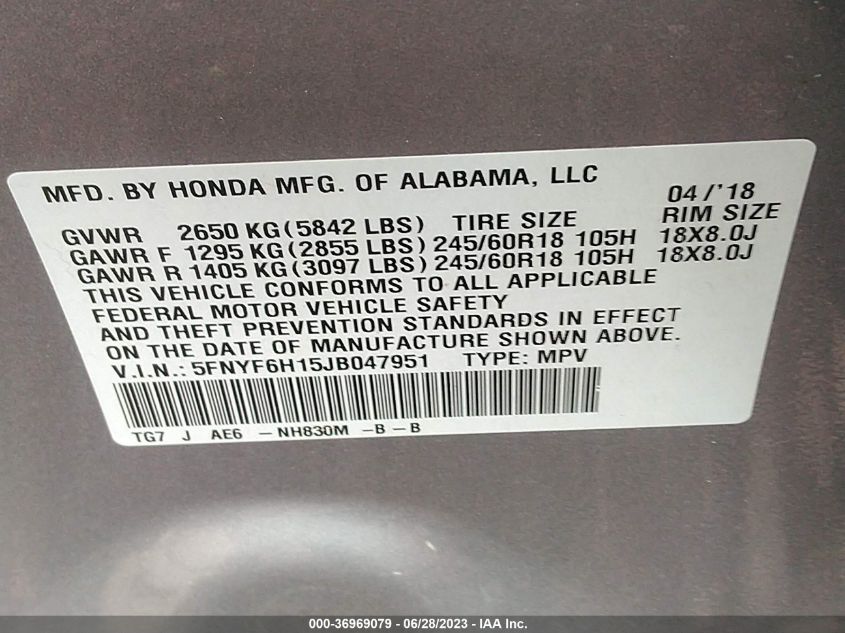 MFD. BY HONDA MFG. OF ALABAMA, LLC 04/'18
GVWR 2650 KG (5842 LBS) TIRE SIZE RIM SIZE
GAWR F 1295 KG (2855 LBS) 245/60R18 105H 18X8.0J
GAWR R 1405 KG (3097 LBS) 245/60R18 105H 18X8.0J
THIS VEHICLE CONFORMS TO ALL APPLICABLE
FEDERAL MOTOR VEHICLE SAFETY
AND THEFT PREVENTION STANDARDS IN EFFECT
ON THE DATE OF MANUFACTURE SHOWN ABOVE.
V.I.N.: 5FNYF6H15JB047951 TYPE: MPV
TG7 J AE6 -NH830M -B-B
000-36969079 - 06/28/2023 - IAA Inc.